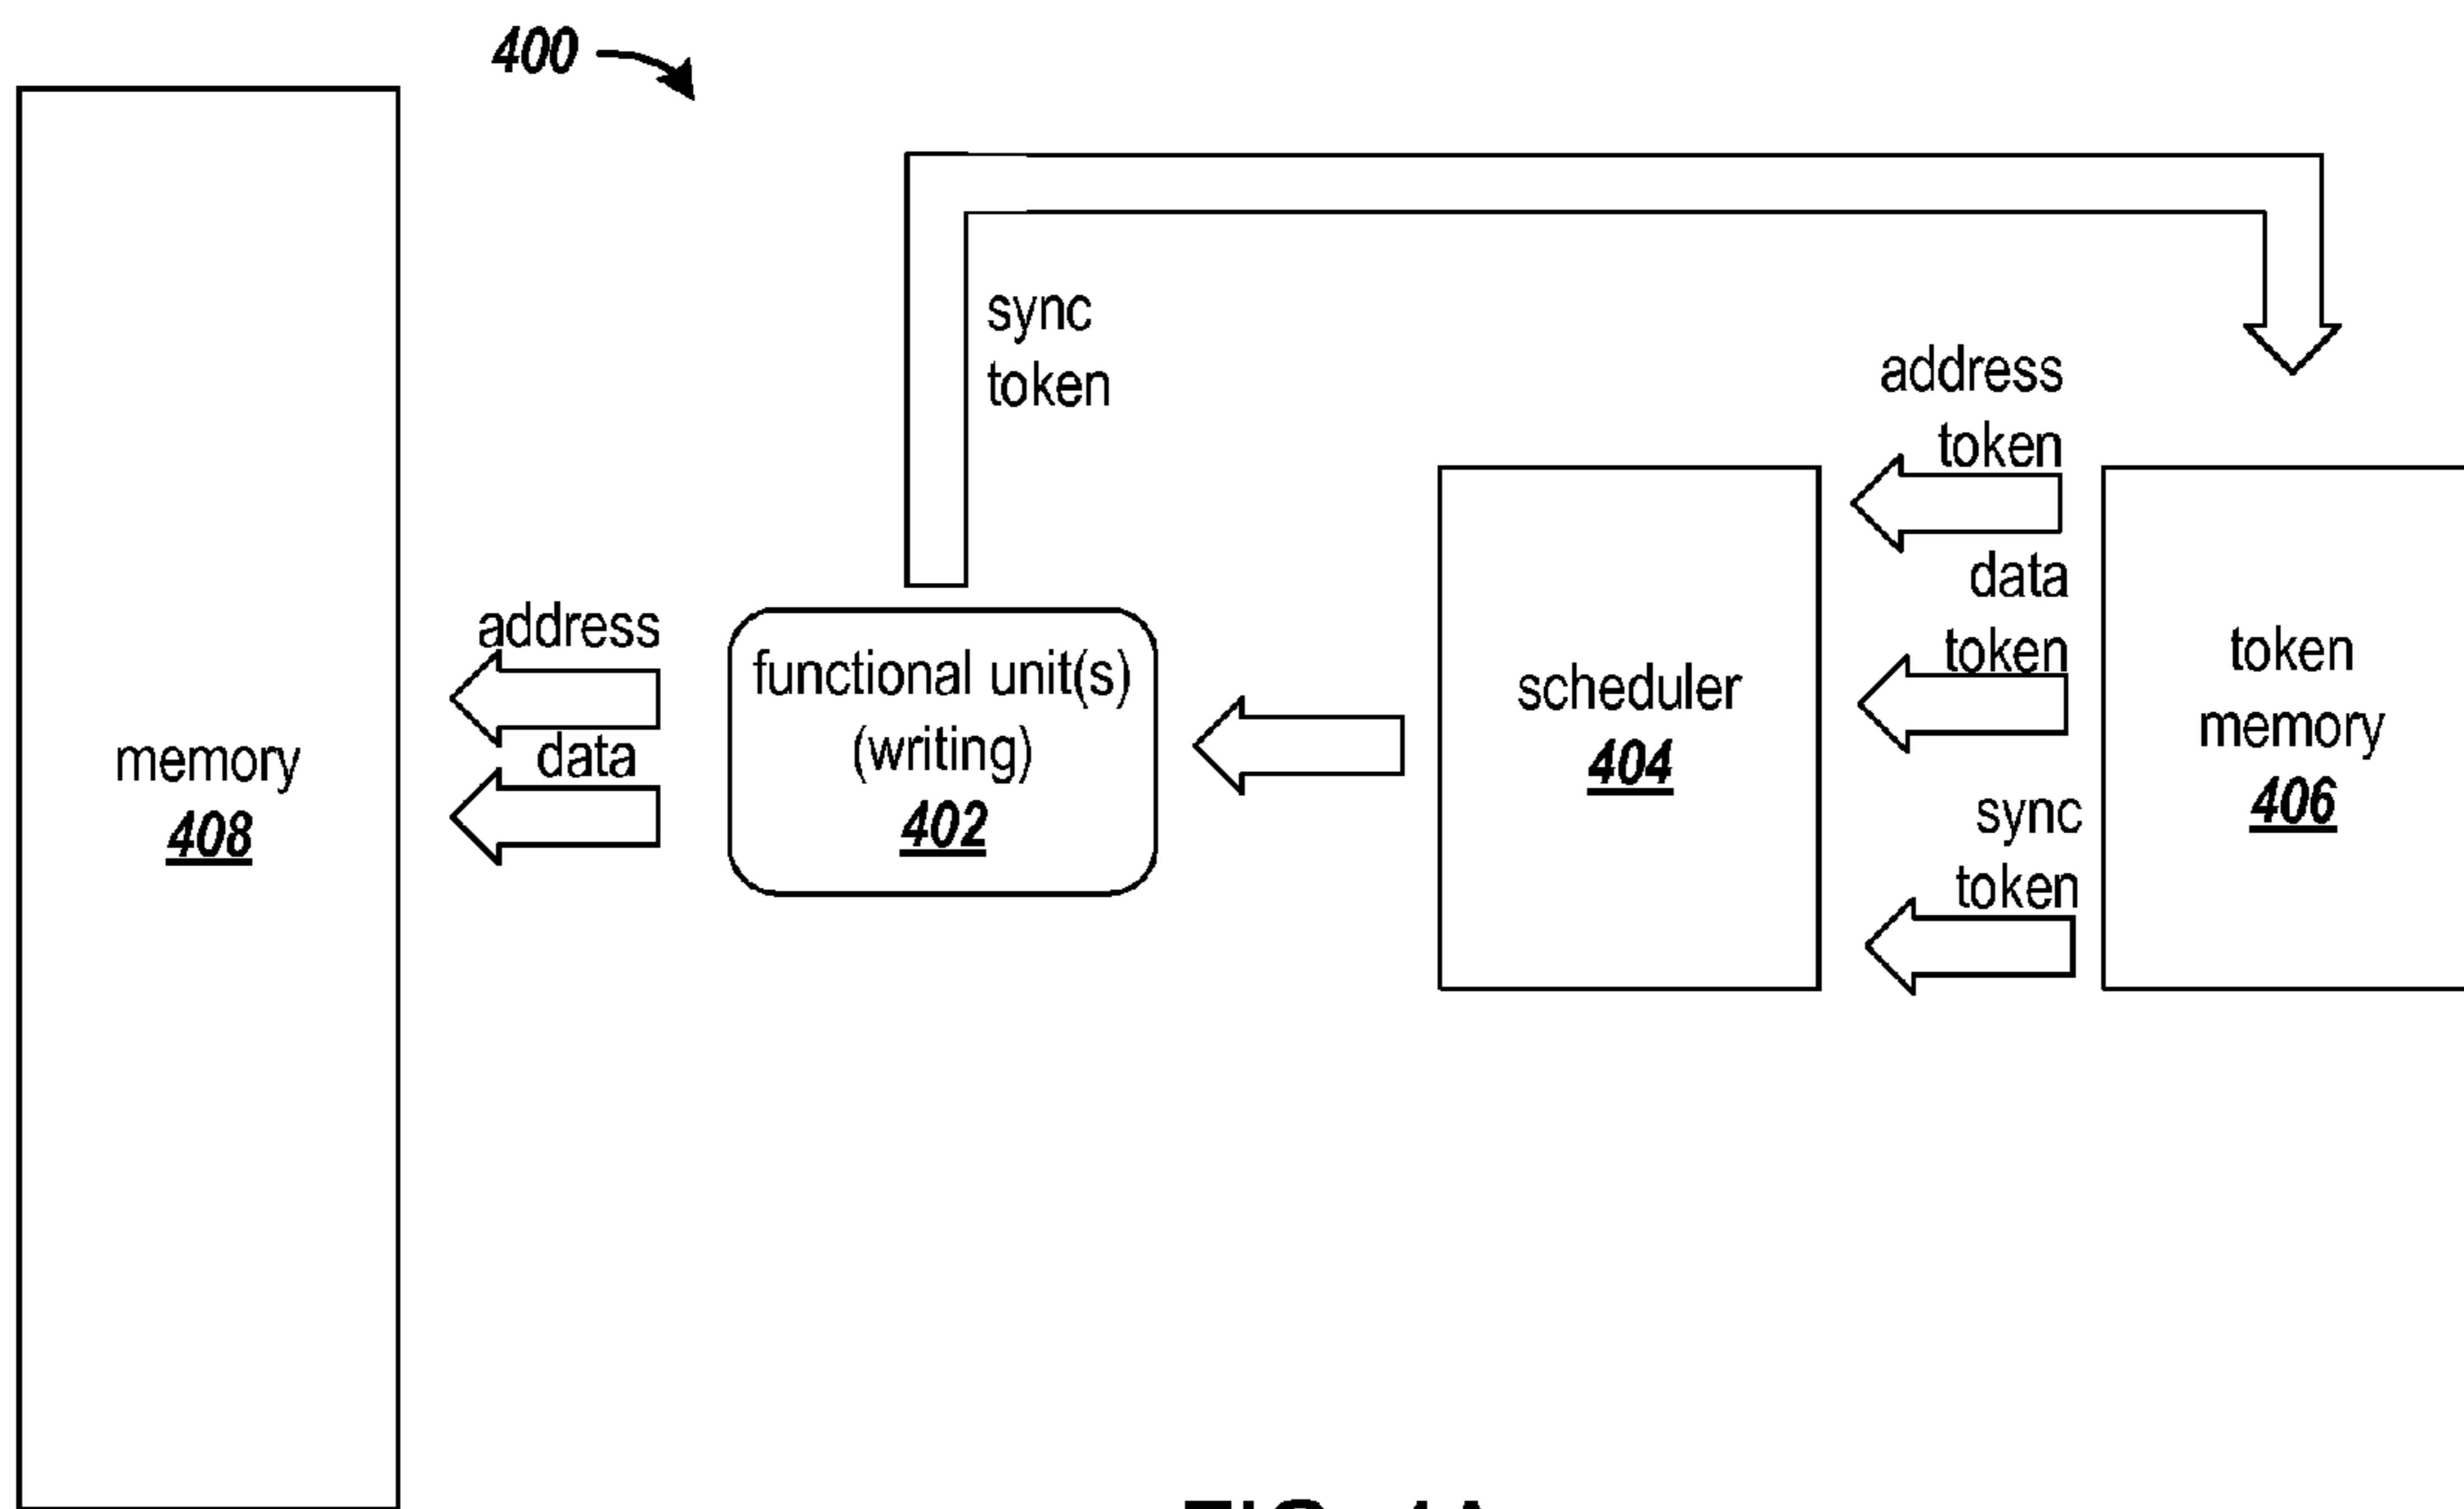 400
sync
token
address
token
data
token
sync
token
address
data
memory
408
functional unit(s)
(writing)
402
scheduler
404
token
memory
406